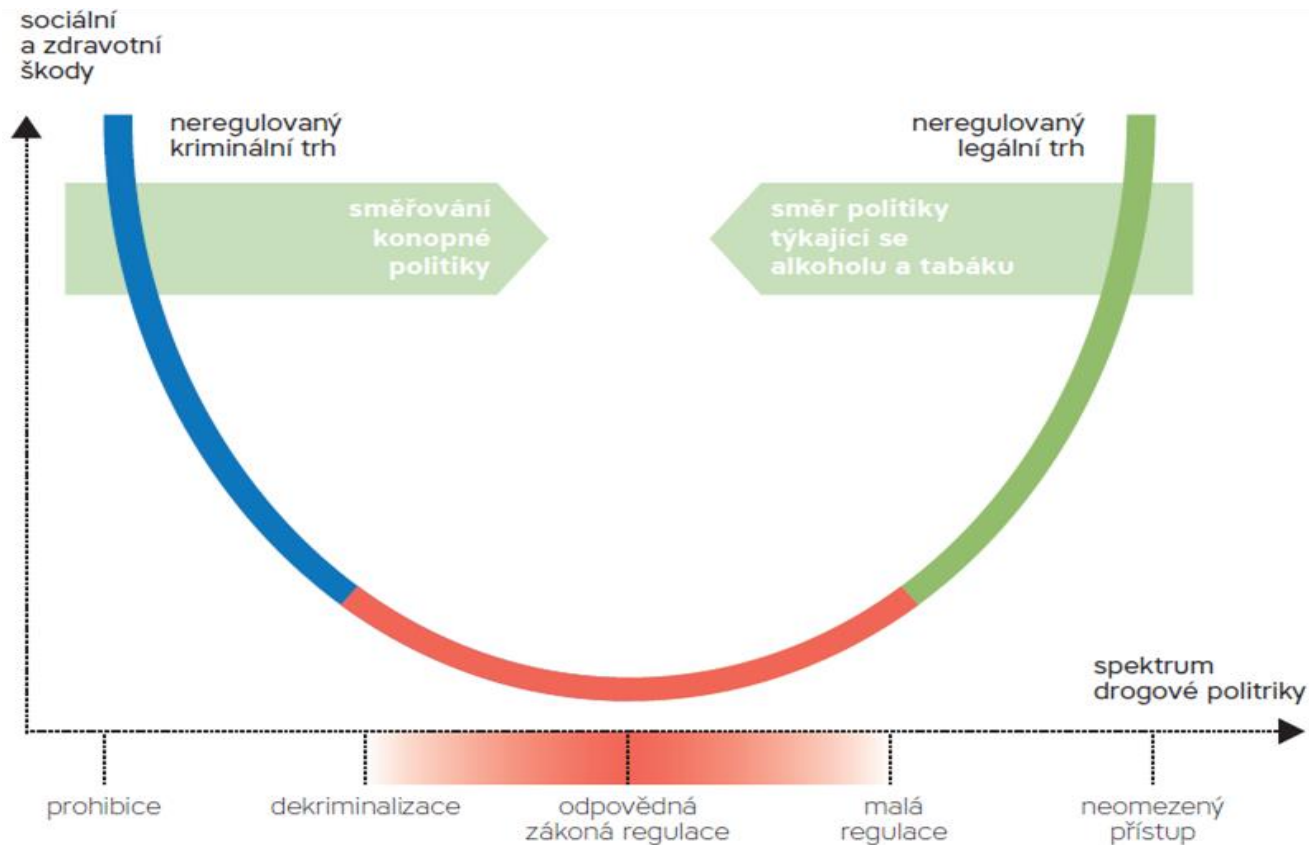 sociální
a zdravotní
škody
neregulovaný
kriminální trh
neregulovaný
legální trh
směřování
konopné
politiky
směr politiky
týkající se
alkoholu a tabáku
spektrum
drogové politriky
prohibice
dekriminalizace
odpovědná
zákoná regulace
malá
regulace
neomezený
přístup